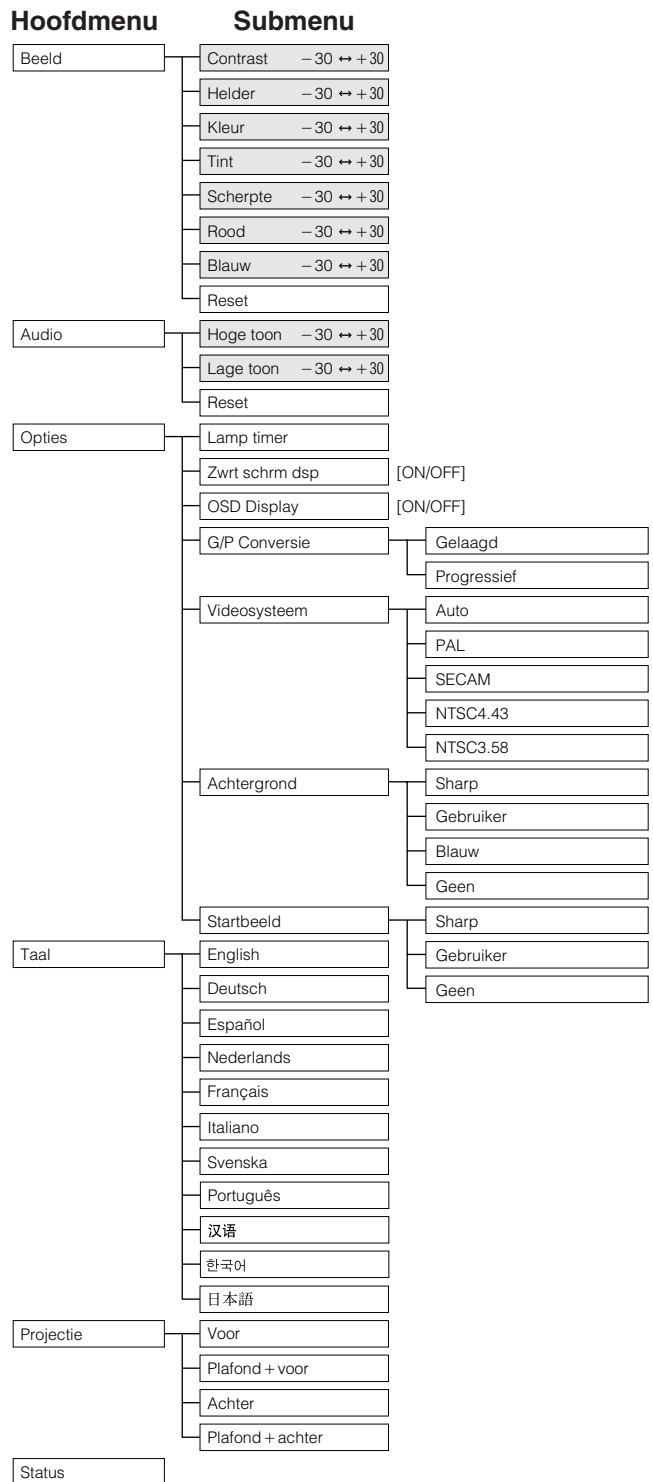 Hoofdmenu Submenu
Beeld Contrast −30 ↔ +30
Helder −30 ↔ +30
Kleur −30 ↔ +30
Tint −30 ↔ +30
Scherpte −30 ↔ +30
Rood −30 ↔ +30
Blauw −30 ↔ +30
Reset
Audio Hoge toon −30 ↔ +30
Lage toon −30 ↔ +30
Reset
Opties Lamp timer
Zwrt schrm dsp [ON/OFF]
OSD Display [ON/OFF]
G/P Conversie Gelaagd
Progressief
Videosysteem Auto
PAL
SECAM
NTSC4.43
NTSC3.58
Achtergrond Sharp
Gebruiker
Blauw
Geen
Startbeeld Sharp
Taal English Gebruiker
Deutsch Geen
Español
Nederlands
Français
Italiano
Svenska
Português
汉语
한국어
日本語
Projectie Voor
Plafond+voor
Achter
Plafond+achter
Status